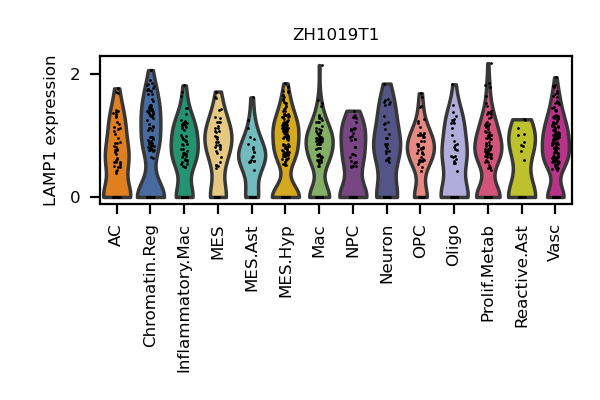 ZH1019T1
LAMP1 expression
2
0
AC
Chromatin.Reg
Inflammatory.Mac
MES
MES.Ast
MES.Hyp
Mac
NPC
Neuron
OPC
Oligo
Prolif.Metab
Reactive.Ast
Vasc